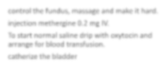 control the fundus, massage and make it hard.
injection methergine 0.2 mg IV.
To start normal saline drip with oxytocin and
arrange for blood transfusion.
catherize the bladder